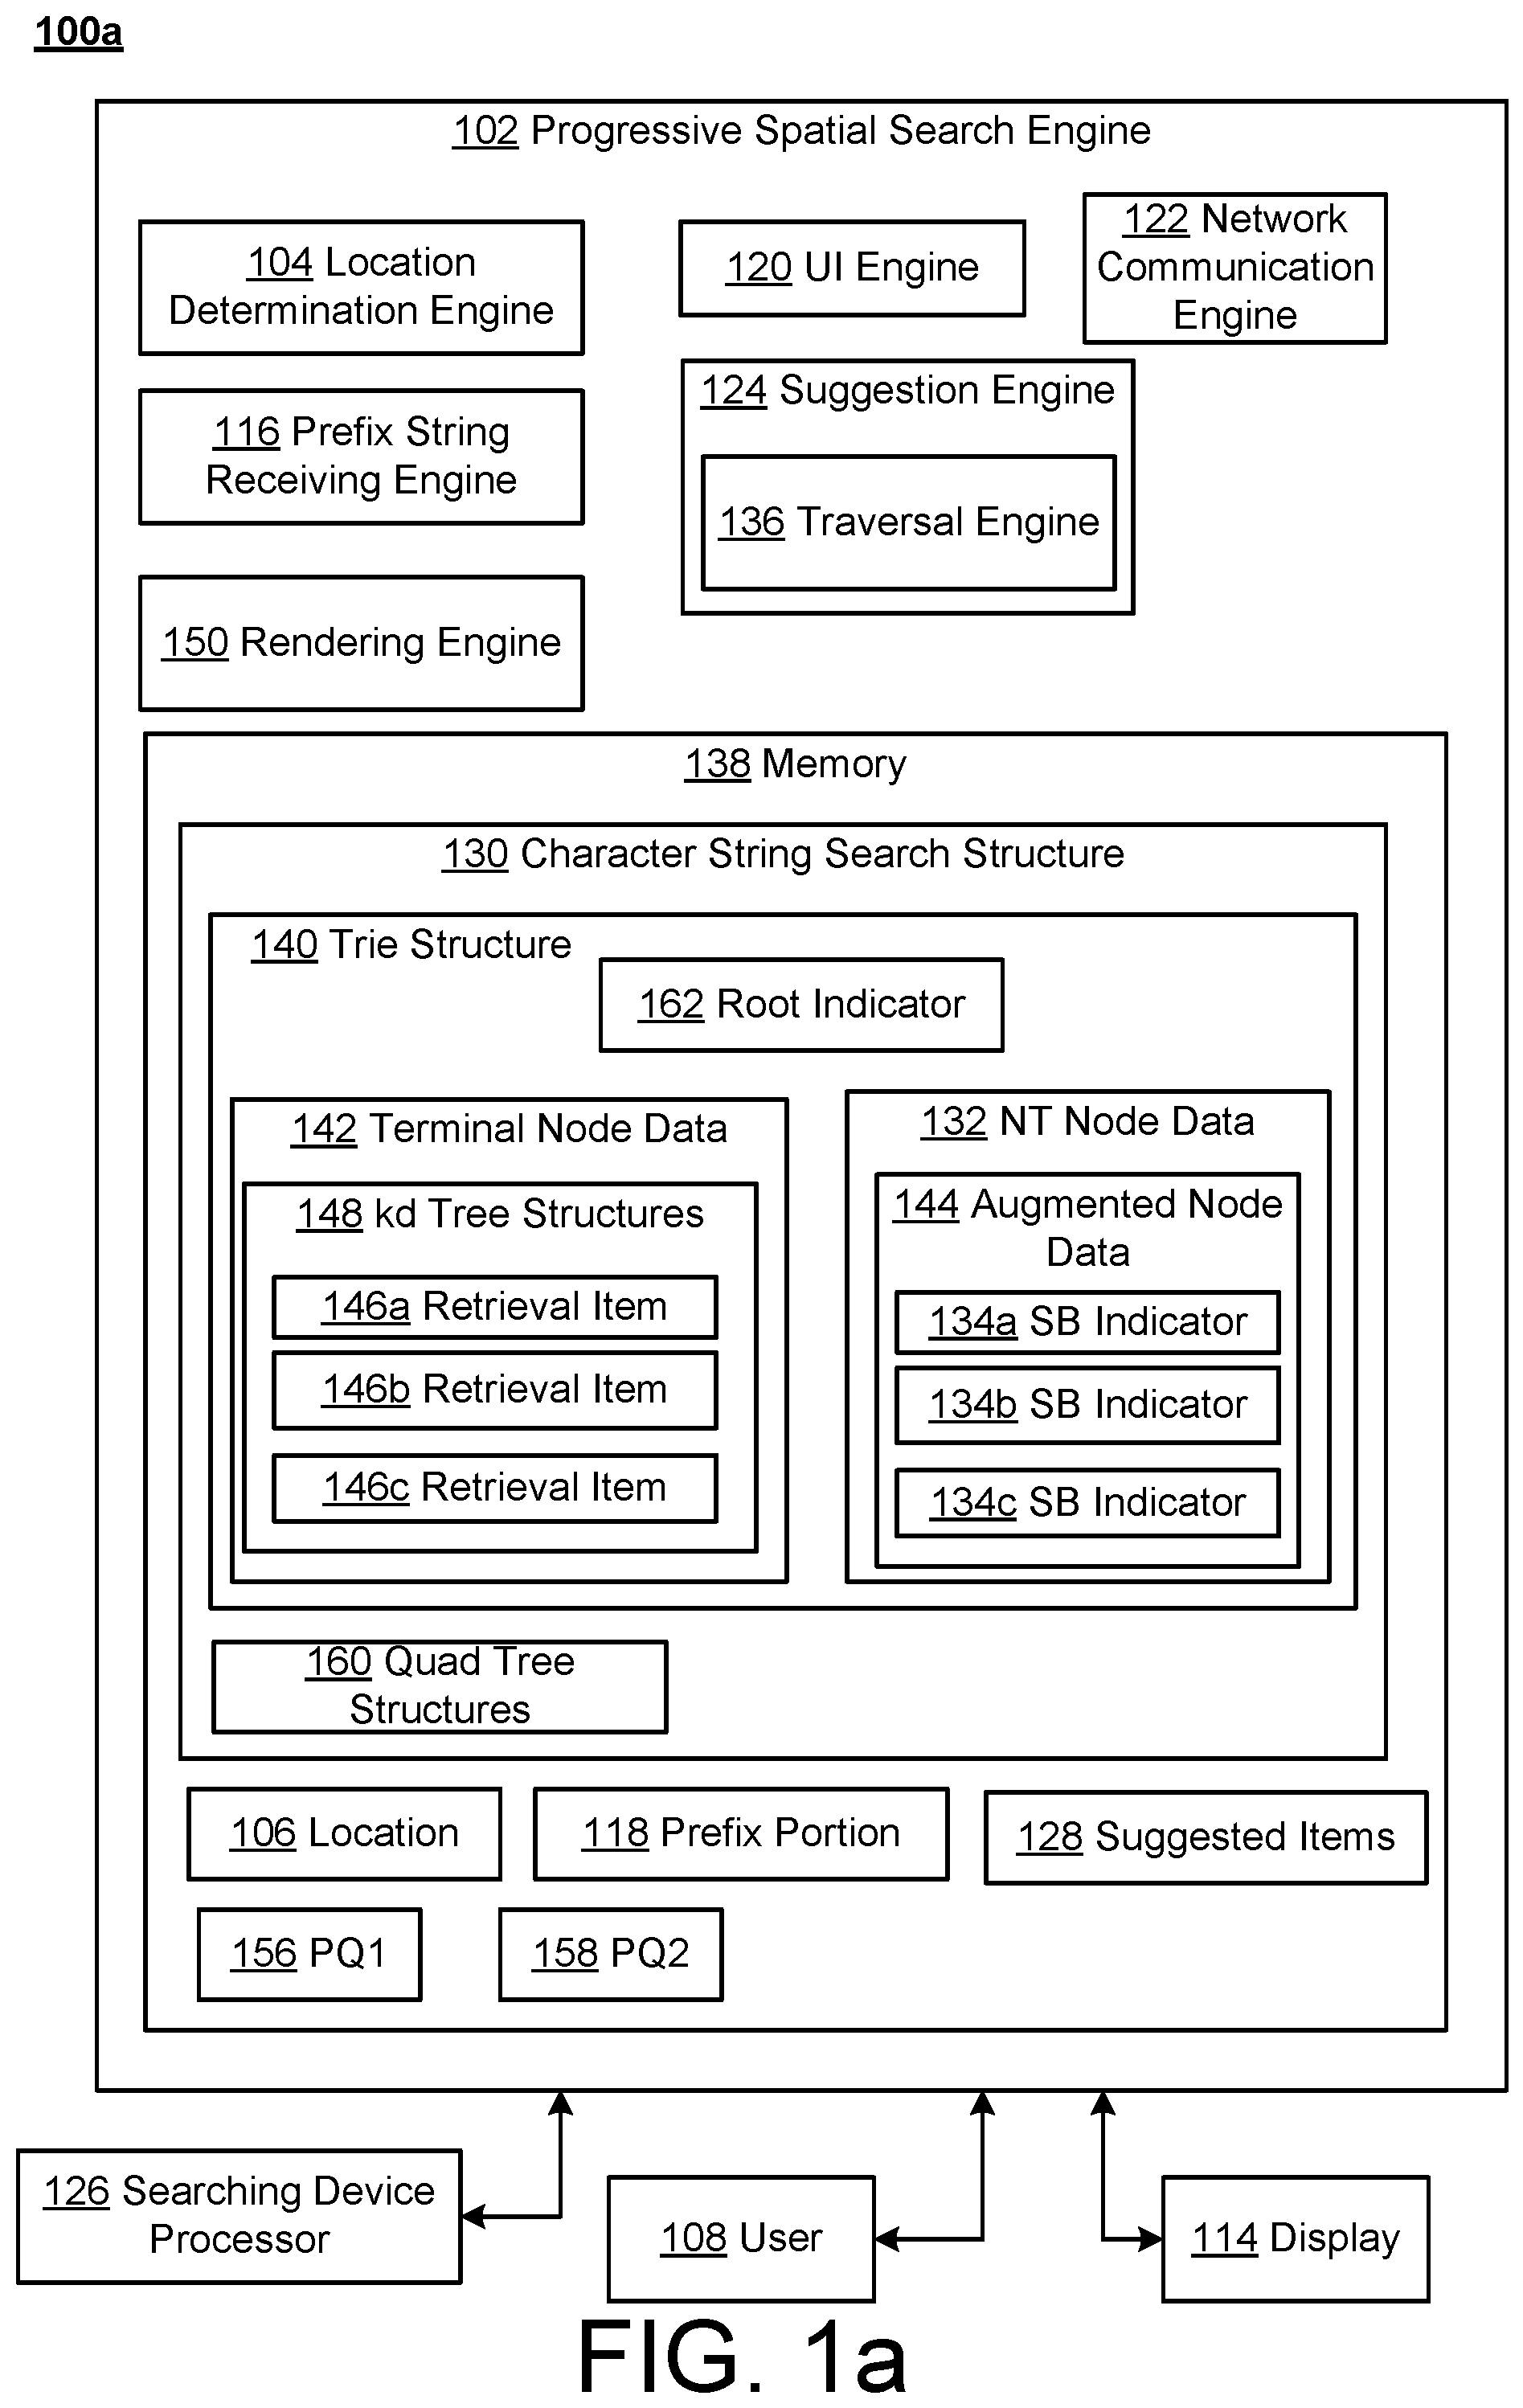 100a
102 Progressive Spatial Search Engine
104 Location
Determination Engine
120 UI Engine
122 Network
Communication
Engine
116 Prefix String
Receiving Engine
124 Suggestion Engine
136 Traversal Engine
150 Rendering Engine
138 Memory
130 Character String Search Structure
140 Trie Structure
162 Root Indicator
142 Terminal Node Data
148 kd Tree Structures
146a Retrieval Item
146b Retrieval Item
146c Retrieval Item
132 NT Node Data
144 Augmented Node
Data
134a SB Indicator
134b SB Indicator
134c SB Indicator
160 Quad Tree
Structures
106 Location
118 Prefix Portion
128 Suggested Items
156 PQ1
158 PQ2
126 Searching Device
Processor
108 User
114 Display
FIG. 1a